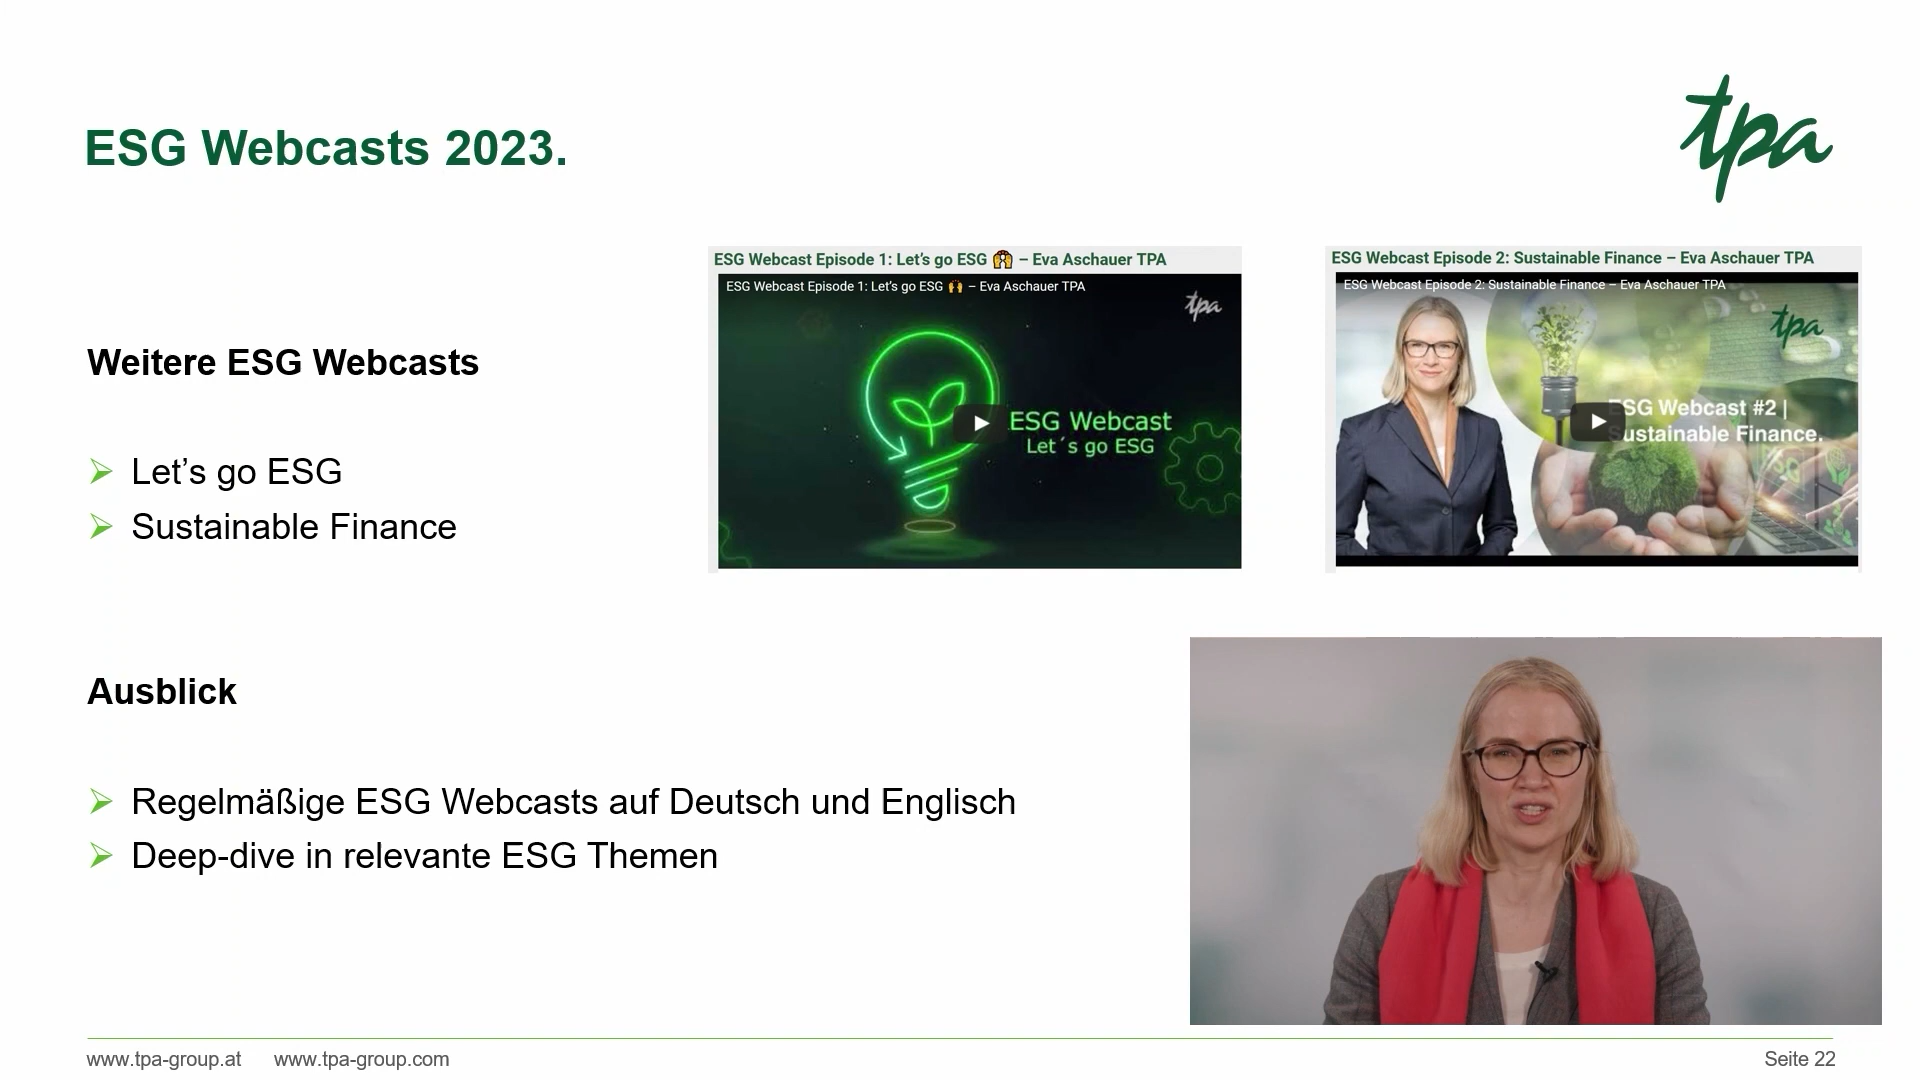 tpa
ESG Webcasts 2023.
Weitere ESG Webcasts
➢ Let’s go ESG
➢ Sustainable Finance
ESG Webcast Episode 1: Let’s go ESG 🙌 – Eva Aschauer TPA
ESG Webcast Episode 1: Let’s go ESG 🙌 – Eva Aschauer TPA
tpa
ESG Webcast
Let´s go ESG
ESG Webcast Episode 2: Sustainable Finance – Eva Aschauer TPA
ESG Webcast Episode 2: Sustainable Finance – Eva Aschauer TPA
tpa
ESG Webcast #2 |
Sustainable Finance.
Ausblick
➢ Regelmäßige ESG Webcasts auf Deutsch und Englisch
➢ Deep-dive in relevante ESG Themen
www.tpa-group.at www.tpa-group.com
Seite 22